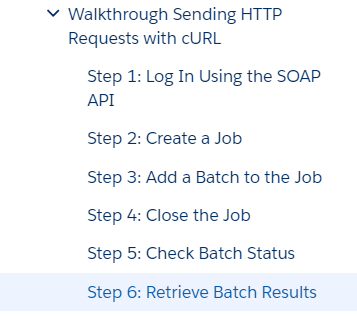 Walkthrough Sending HTTP
Requests with cURL
Step 1: Log In Using the SOAP
API
Step 2: Create a Job
Step 3: Add a Batch to the Job
Step 4: Close the Job
Step 5: Check Batch Status
Step 6: Retrieve Batch Results